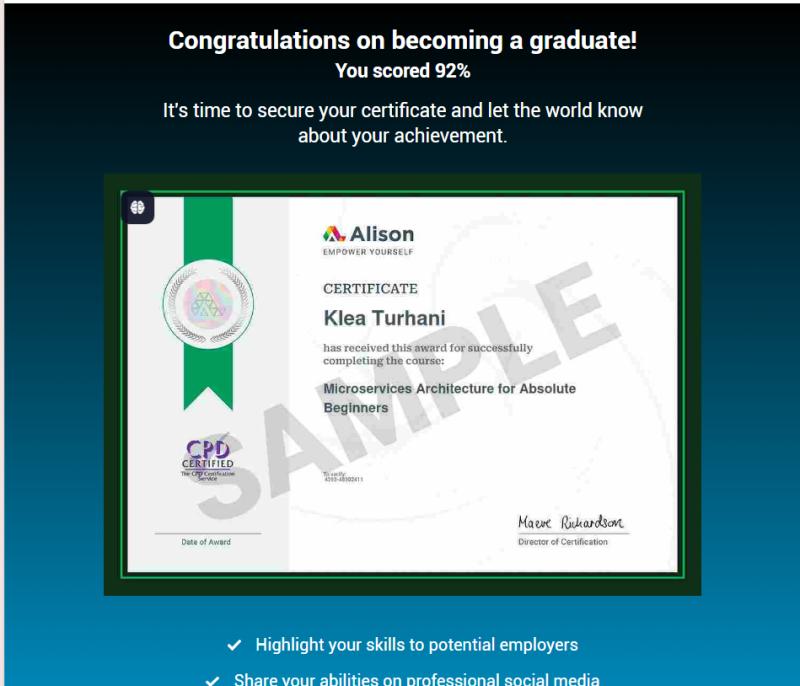 Congratulations on becoming a graduate!
You scored 92%
It's time to secure your certificate and let the world know
about your achievement.
Alison
EMPOWER YOURSELF
CERTIFICATE
Klea Turhani
has received this award for successfully
completing the course:
Microservices Architecture for Absolute
Beginners
SAMPLE
CPD
CERTIFIED
The CPD Certification
Service
To verify:
Maeve Richardson
Date of Award
Director of Certification
Highlight your skills to potential employers
Share your abilities on professional social media